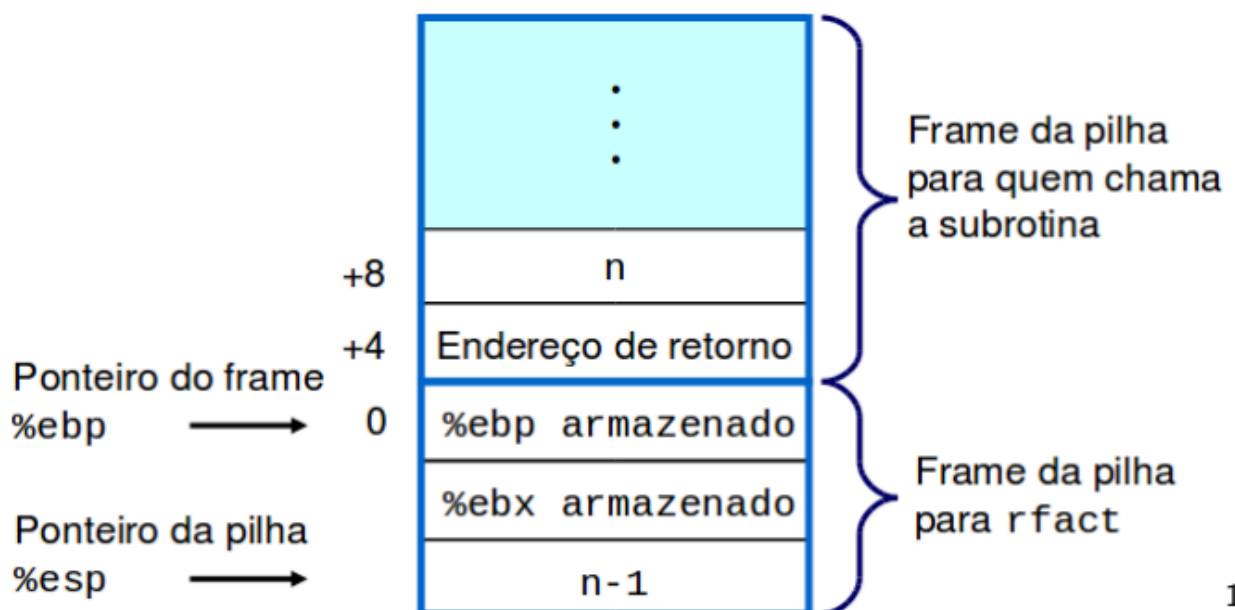 Frame da pilha
para quem chama
a subrotina
+8
n
+4
Endereço de retorno
Ponteiro do frame
%ebp
0
%ebp armazenado
%ebx armazenado
Frame da pilha
para rfact
Ponteiro da pilha
%esp
n-1
1